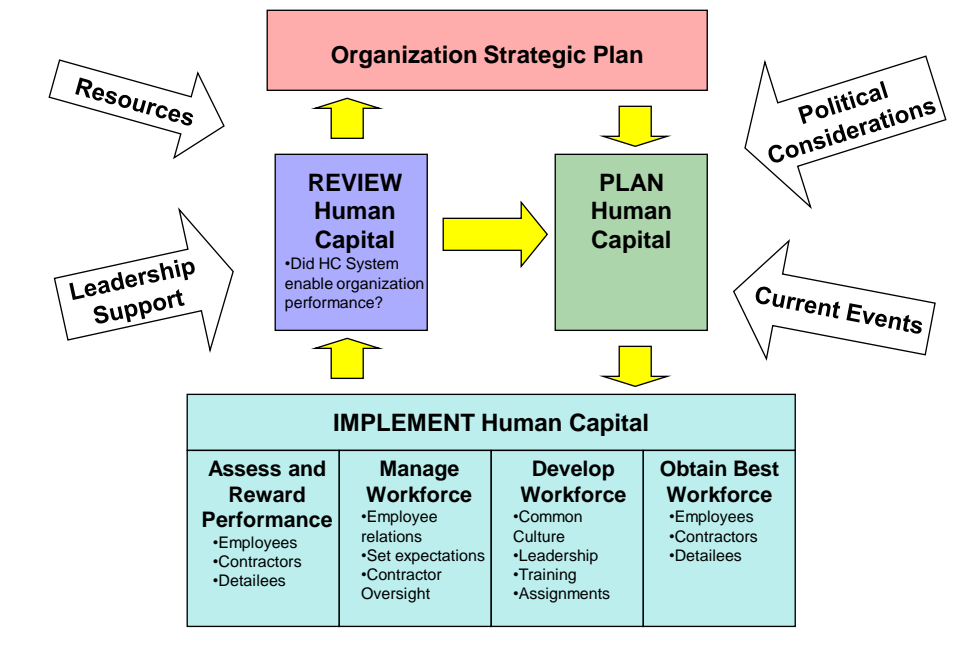 Organization Strategic Plan
Resources
Political
Considerations
REVIEW
Human
Capital
•Did HC System
enable organization
performance?
PLAN
Human
Capital
Leadership
Support
Current Events
IMPLEMENT Human Capital
Assess and
Reward
Performance
•Employees
•Contractors
•Detailees
Manage
Workforce
•Employee
relations
•Set expectations
•Contractor
Oversight
Develop
Workforce
•Common
Culture
•Leadership
•Training
•Assignments
Obtain Best
Workforce
•Employees
•Contractors
•Detailees